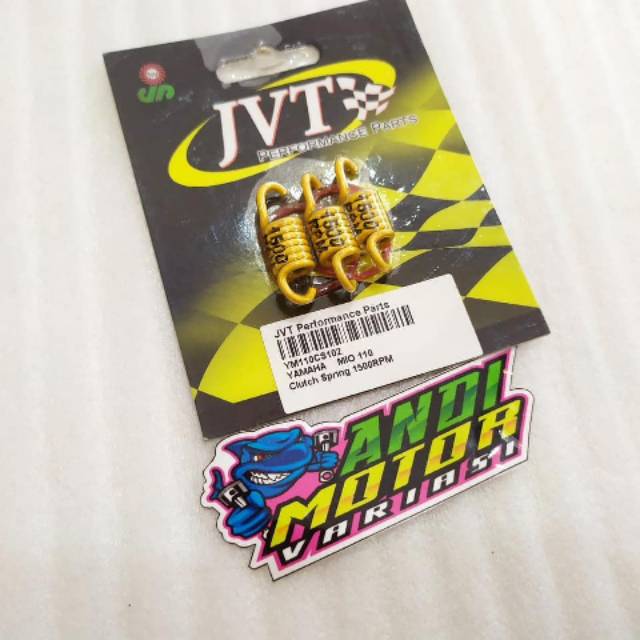 JVT
PERFORMANCE PARTS
1500
1500
1500
JVT Performance Parts
YM110CS102
YAMAHA MIO 110
Clutch Spring 1500RPM
ANDI
MOTOR
VARIASI